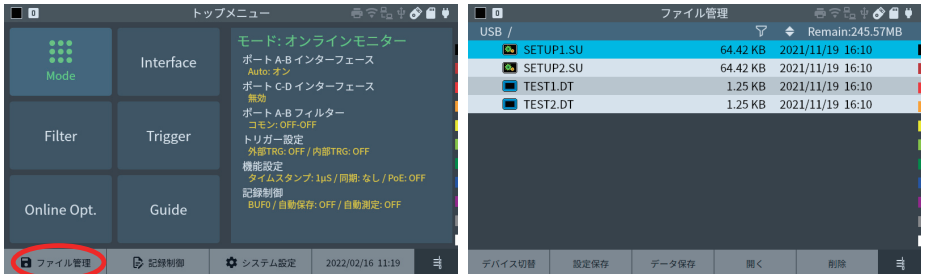 0
トップメニュー
Mode
Interface
Filter
Trigger
Online Opt.
Guide
モード: オンラインモニター
ポート A-B インターフェース
Auto: オン
ポート C-D インターフェース
無効
ポート A-B フィルター
コモン: OFF-OFF
トリガー設定
外部TRG: OFF / 内部TRG: OFF
機能設定
タイムスタンプ: 1μS / 同期: なし / PoE: OFF
記録制御
BUF0 / 自動保存: OFF / 自動測定: OFF
ファイル管理 記録制御 システム設定 2022/02/16 11:19
0
ファイル管理
USB / Remain:245.57MB
SETUP1.SU 64.42 KB 2021/11/19 16:10
SETUP2.SU 64.42 KB 2021/11/19 16:10
TEST1.DT 1.25 KB 2021/11/19 16:10
TEST2.DT 1.25 KB 2021/11/19 16:10
デバイス切替 設定保存 データ保存 開く 削除